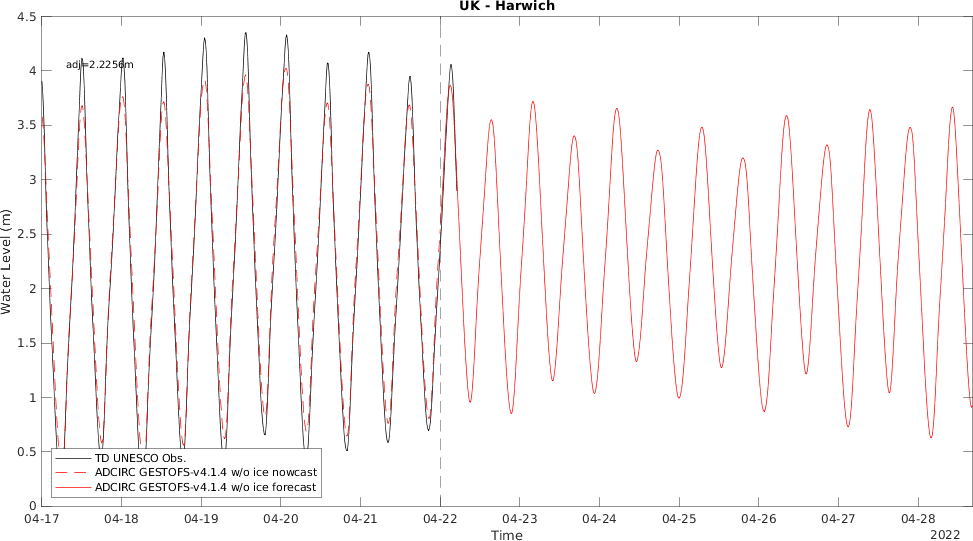 UK - Harwich
4.5
adj=2.2256m
4
3.5
3
2.5
2
1.5
1
0.5
0
Water Level (m)
TD UNESCO Obs.
ADCIRC GESTOFS-v4.1.4 w/o ice nowcast
ADCIRC GESTOFS-v4.1.4 w/o ice forecast
04-17 04-18 04-19 04-20 04-21 04-22 04-23 04-24 04-25 04-26 04-27 04-28
Time
2022